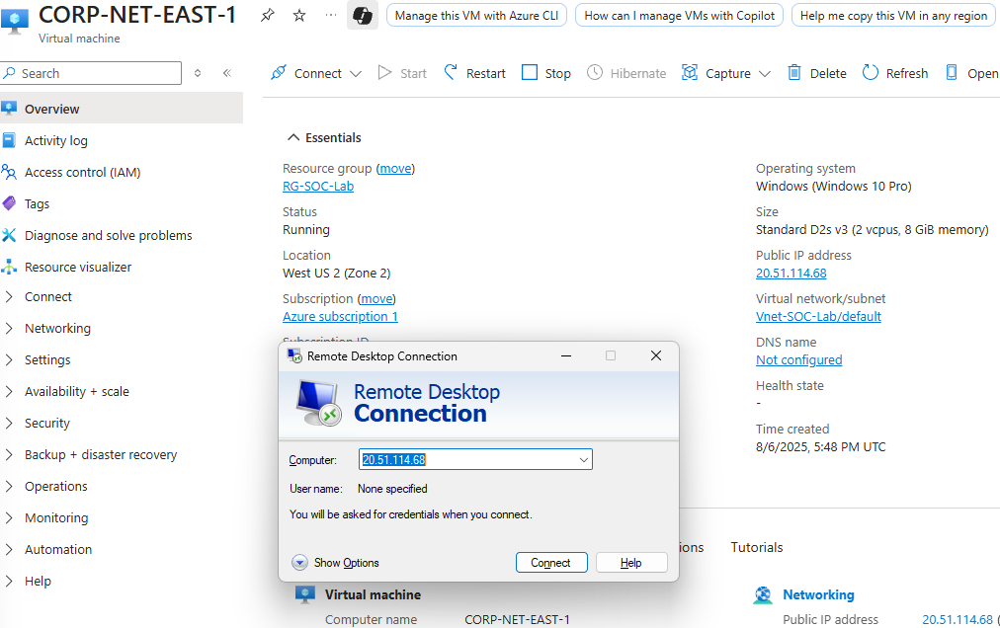 CORP-NET-EAST-1
Virtual machine
Manage this VM with Azure CLI
How can I manage VMs with Copilot
Help me copy this VM in any region
Search
Connect
Start
Restart
Stop
Hibernate
Capture
Delete
Refresh
Open
Overview
Activity log
Access control (IAM)
Tags
Diagnose and solve problems
Resource visualizer
Connect
Networking
Settings
Availability + scale
Security
Backup + disaster recovery
Operations
Monitoring
Automation
Help
Essentials
Resource group (move)
RG-SOC-Lab
Status
Running
Location
West US 2 (Zone 2)
Subscription (move)
Azure subscription 1
Subscription ID
Operating system
Windows (Windows 10 Pro)
Size
Standard D2s v3 (2 vcpus, 8 GiB memory)
Public IP address
20.51.114.68
Virtual network/subnet
Vnet-SOC-Lab/default
DNS name
Not configured
Health state
-
Time created
8/6/2025, 5:48 PM UTC
Remote Desktop Connection
Remote Desktop
Connection
Computer:
20.51.114.68
User name:
None specified
You will be asked for credentials when you connect.
Show Options
Connect
Help
ions
Tutorials
Virtual machine
Computer name
CORP-NET-EAST-1
Networking
Public IP address
20.51.114.68 (